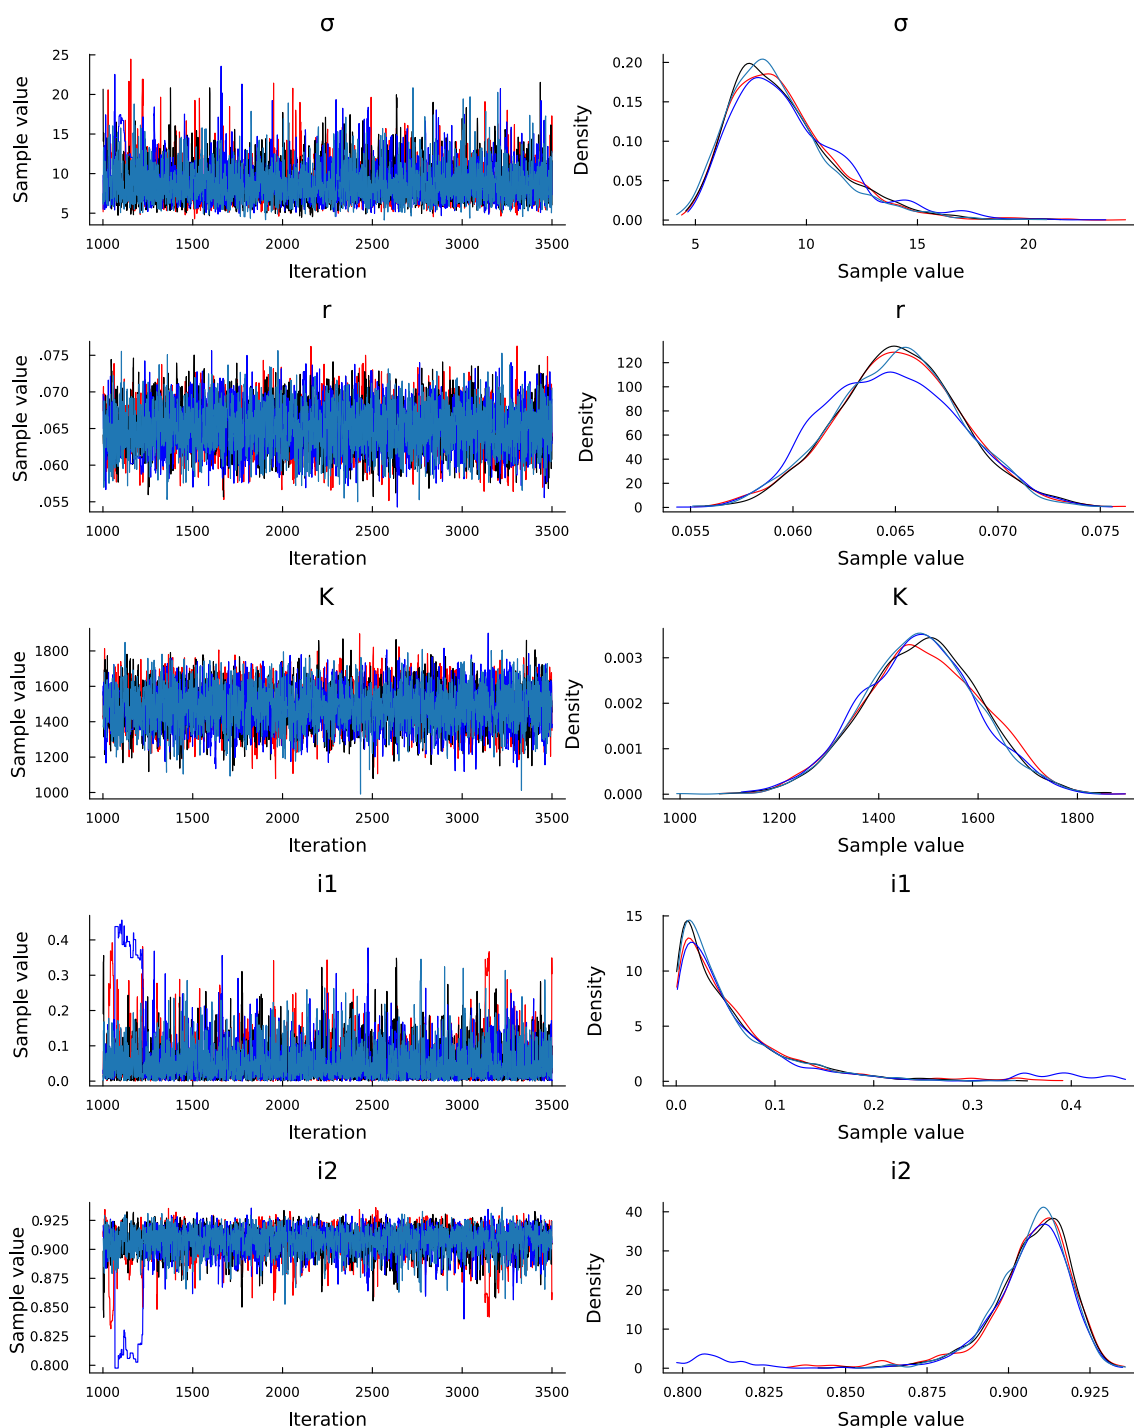 σ
Sample value
25
20
15
10
5
1000 1500 2000 2500 3000 3500
Iteration
σ
Density
0.20
0.15
0.10
0.05
0.00
5 10 15 20
Sample value
r
Sample value
.075
.070
.065
.060
.055
1000 1500 2000 2500 3000 3500
Iteration
r
Density
120
100
80
60
40
20
0
0.055 0.060 0.065 0.070 0.075
Sample value
K
Sample value
1800
1600
1400
1200
1000
1000 1500 2000 2500 3000 3500
Iteration
K
Density
0.003
0.002
0.001
0.000
1000 1200 1400 1600 1800
Sample value
i1
Sample value
0.4
0.3
0.2
0.1
0.0
1000 1500 2000 2500 3000 3500
Iteration
i1
Density
15
10
5
0
0.0 0.1 0.2 0.3 0.4
Sample value
i2
Sample value
0.925
0.900
0.875
0.850
0.825
0.800
1000 1500 2000 2500 3000 3500
Iteration
i2
Density
40
30
20
10
0
0.800 0.825 0.850 0.875 0.900 0.925
Sample value